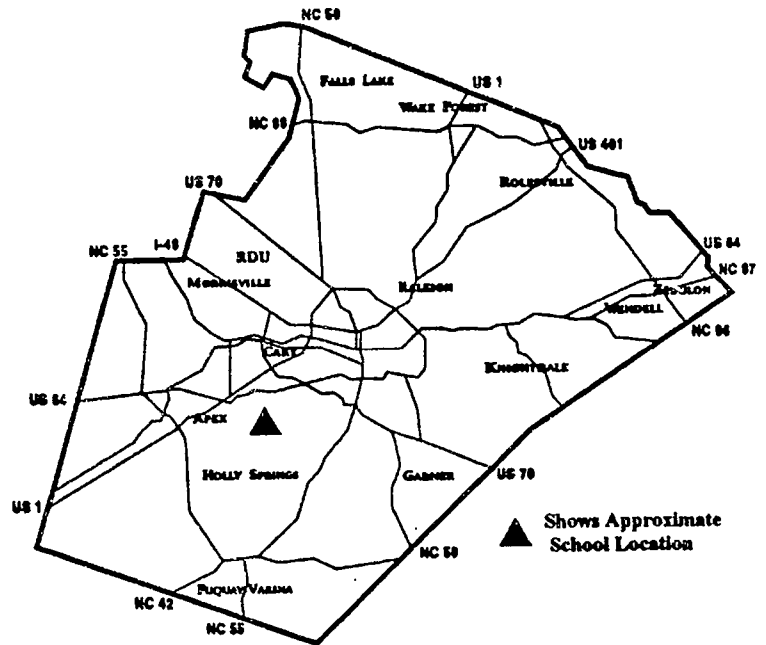 NC 50
FALLS LAKE
US 1
WAKE FOREST
NC 98
US 401
ROLESVILLE
US 70
US 64
NC 97
NC 55
I-40
RDU
MORRISVILLE
RALEIGH
ZEBULON
WENDELL
NC 96
CARY
KNIGHTDALE
US 64
APEX
HOLLY SPRINGS
GARNER
US 70
US 1
Shows Approximate
School Location
NC 50
FUQUAY VARINA
NC 42
NC 55